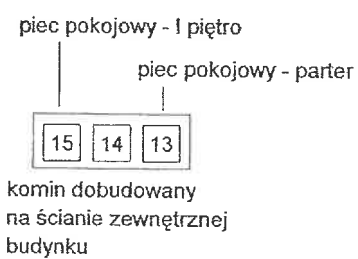 piec pokojowy - I piętro
piec pokojowy - parter
15 14 13
komin dobudowany
na ścianie zewnętrznej
budynku